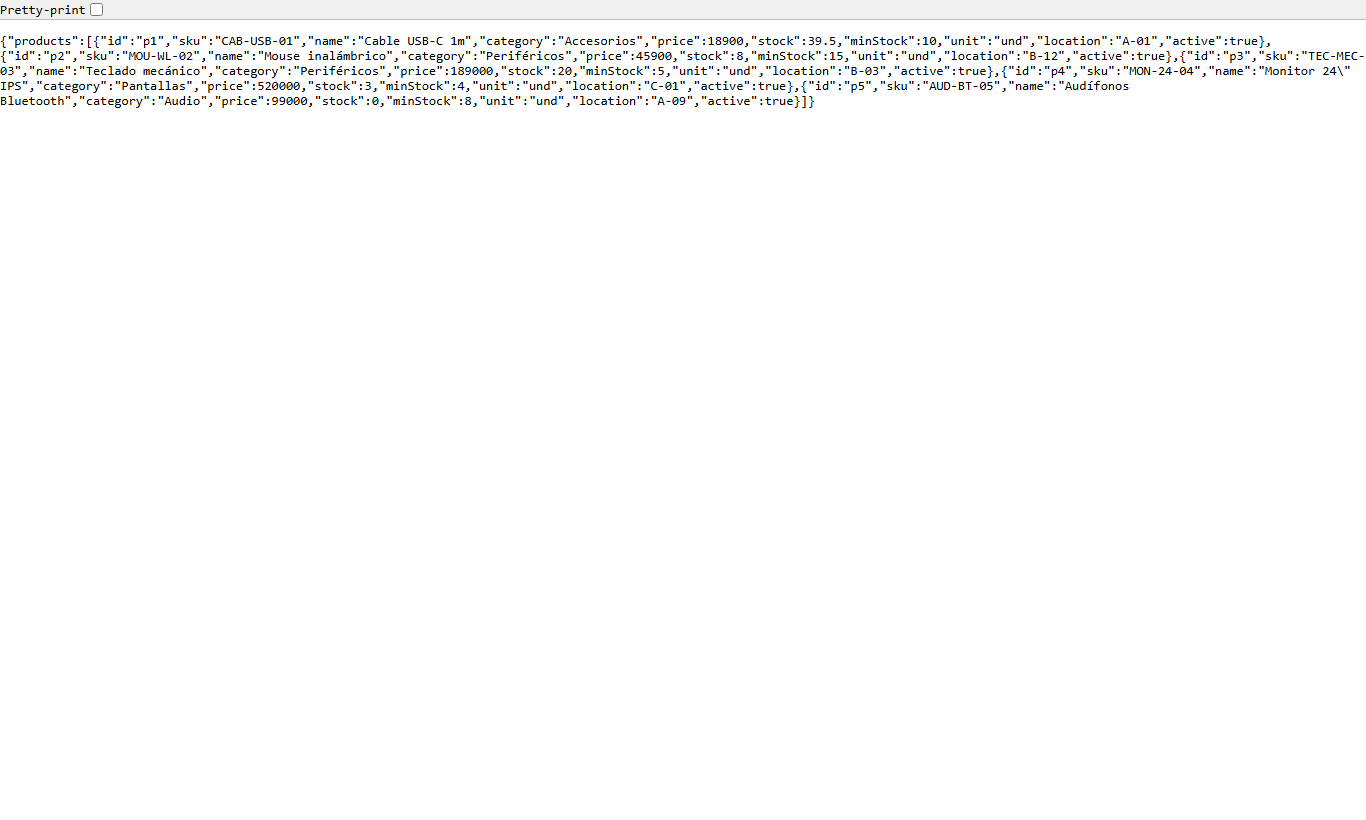 Pretty-print
{"products":[{"id":"p1","sku":"CAB-USB-01","name":"Cable USB-C 1m","category":"Accesorios","price":18900,"stock":39.5,"minStock":10,"unit":"und","location":"A-01","active":true},
{"id":"p2","sku":"MOU-WL-02","name":"Mouse inalámbrico","category":"Periféricos","price":45900,"stock":8,"minStock":15,"unit":"und","location":"B-12","active":true},{"id":"p3","sku":"TEC-MEC-
03","name":"Teclado mecánico","category":"Periféricos","price":189000,"stock":20,"minStock":5,"unit":"und","location":"B-03","active":true},{"id":"p4","sku":"MON-24-04","name":"Monitor 24\"
IPS","category":"Pantallas","price":520000,"stock":3,"minStock":4,"unit":"und","location":"C-01","active":true},{"id":"p5","sku":"AUD-BT-05","name":"Audífonos
Bluetooth","category":"Audio","price":99000,"stock":0,"minStock":8,"unit":"und","location":"A-09","active":true}]}